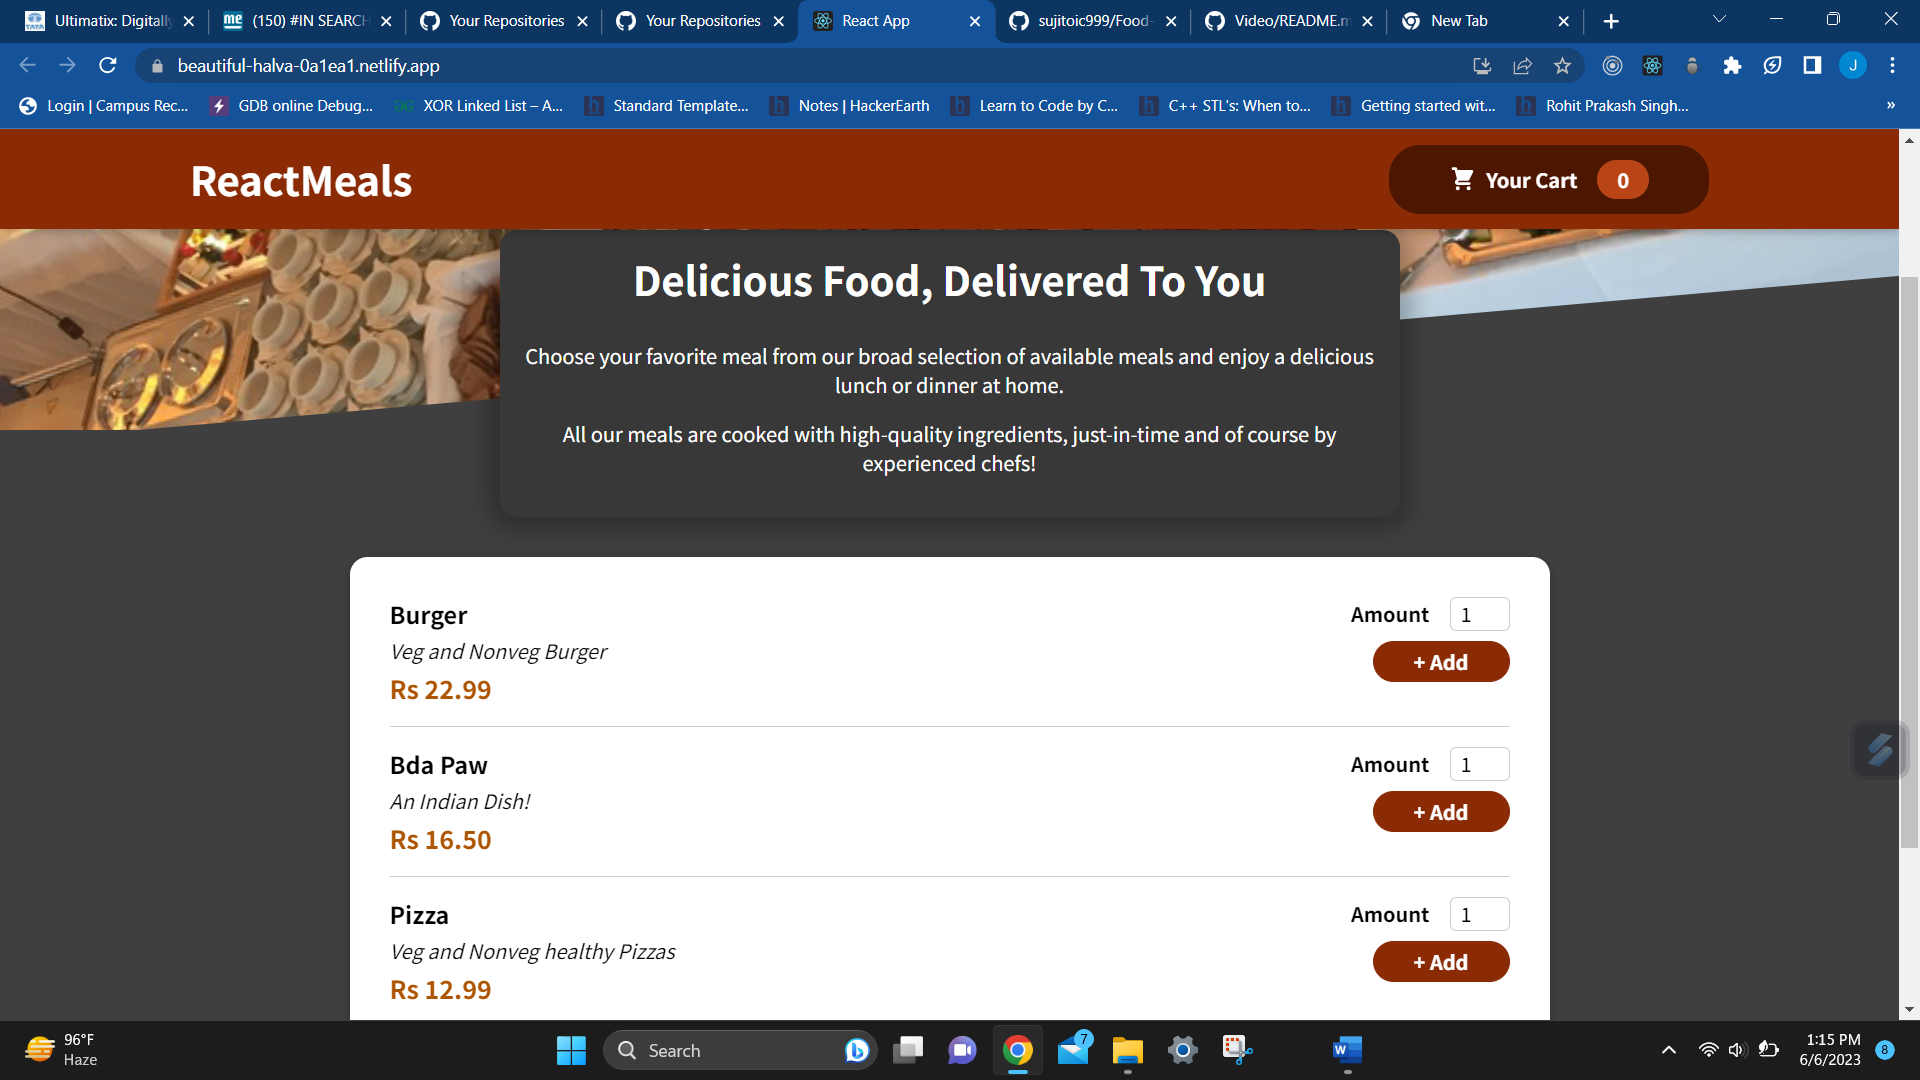 Ultimatix: Digitally
(150) #IN SEARCH
Your Repositories
Your Repositories
React App
sujitoic999/Food-
Video/README.m
New Tab
beautiful-halva-0a1ea1.netlify.app
J
Login | Campus Rec...
GDB online Debug...
XOR Linked List – A...
Standard Template...
Notes | HackerEarth
Learn to Code by C...
C++ STL's: When to...
Getting started wit...
Rohit Prakash Singh...
»
ReactMeals
Your Cart 0
Delicious Food, Delivered To You
Choose your favorite meal from our broad selection of available meals and enjoy a delicious
lunch or dinner at home.
All our meals are cooked with high-quality ingredients, just-in-time and of course by
experienced chefs!
Burger
Amount 1
Veg and Nonveg Burger
+ Add
Rs 22.99
Bda Paw
Amount 1
An Indian Dish!
+ Add
Rs 16.50
Pizza
Amount 1
Veg and Nonveg healthy Pizzas
+ Add
Rs 12.99
96°F
Haze
Search
7
1:15 PM
6/6/2023
8